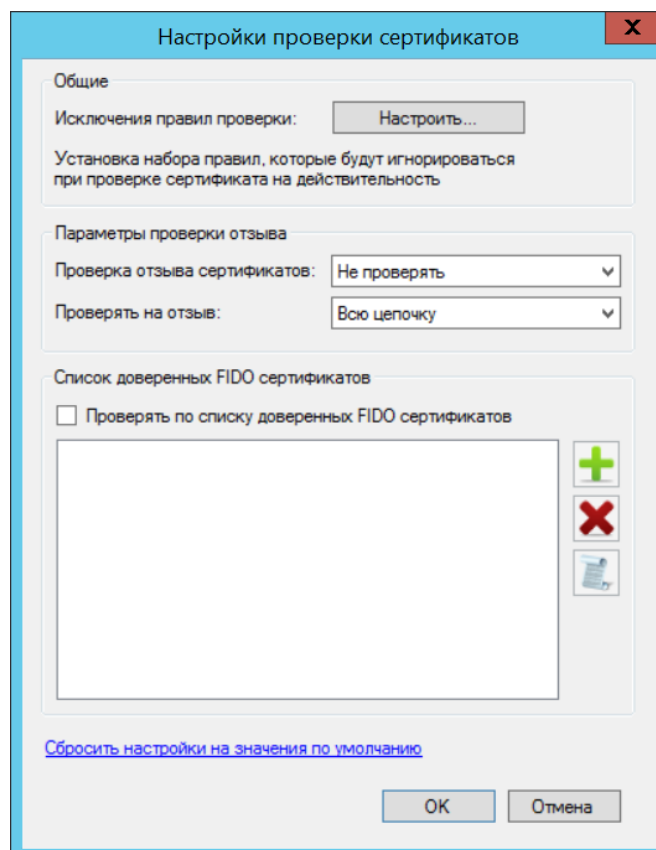 Настройки проверки сертификатов
X
Общие
Исключения правил проверки:
Настроить...
Установка набора правил, которые будут игнорироваться
при проверке сертификата на действительность
Параметры проверки отзыва
Проверка отзыва сертификатов:
Не проверять
Проверять на отзыв:
Всю цепочку
Список доверенных FIDO сертификатов
Проверять по списку доверенных FIDO сертификатов
Сбросить настройки на значения по умолчанию
OK
Отмена